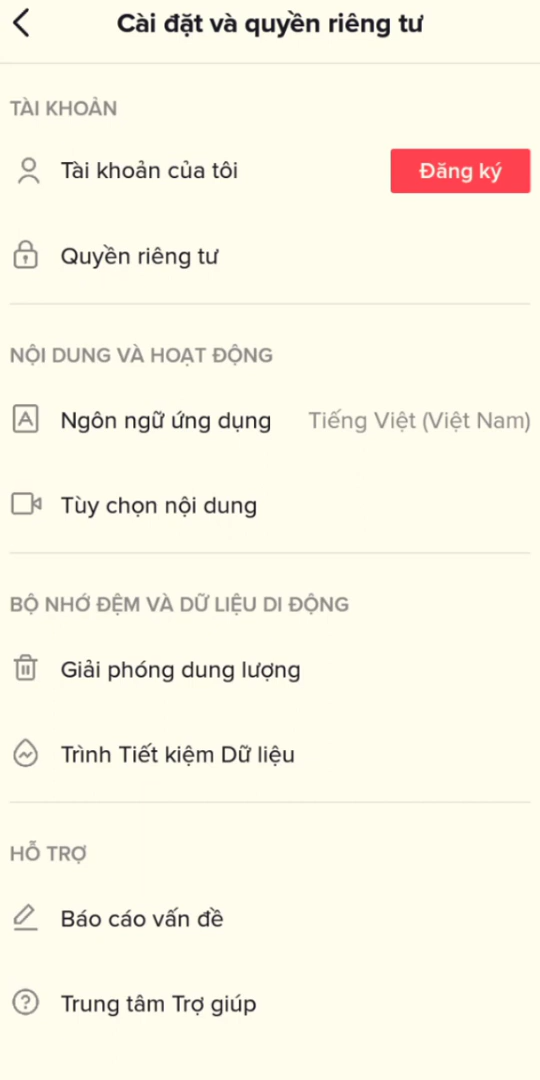 Cài đặt và quyền riêng tư
TÀI KHOẢN
Tài khoản của tôi
Đăng ký
Quyền riêng tư
NỘI DUNG VÀ HOẠT ĐỘNG
A
Ngôn ngữ ứng dụng
Tiếng Việt (Việt Nam)
Tùy chọn nội dung
BỘ NHỚ ĐỆM VÀ DỮ LIỆU DI ĐỘNG
Giải phóng dung lượng
Trình Tiết kiệm Dữ liệu
HỖ TRỢ
Báo cáo vấn đề
?
Trung tâm Trợ giúp